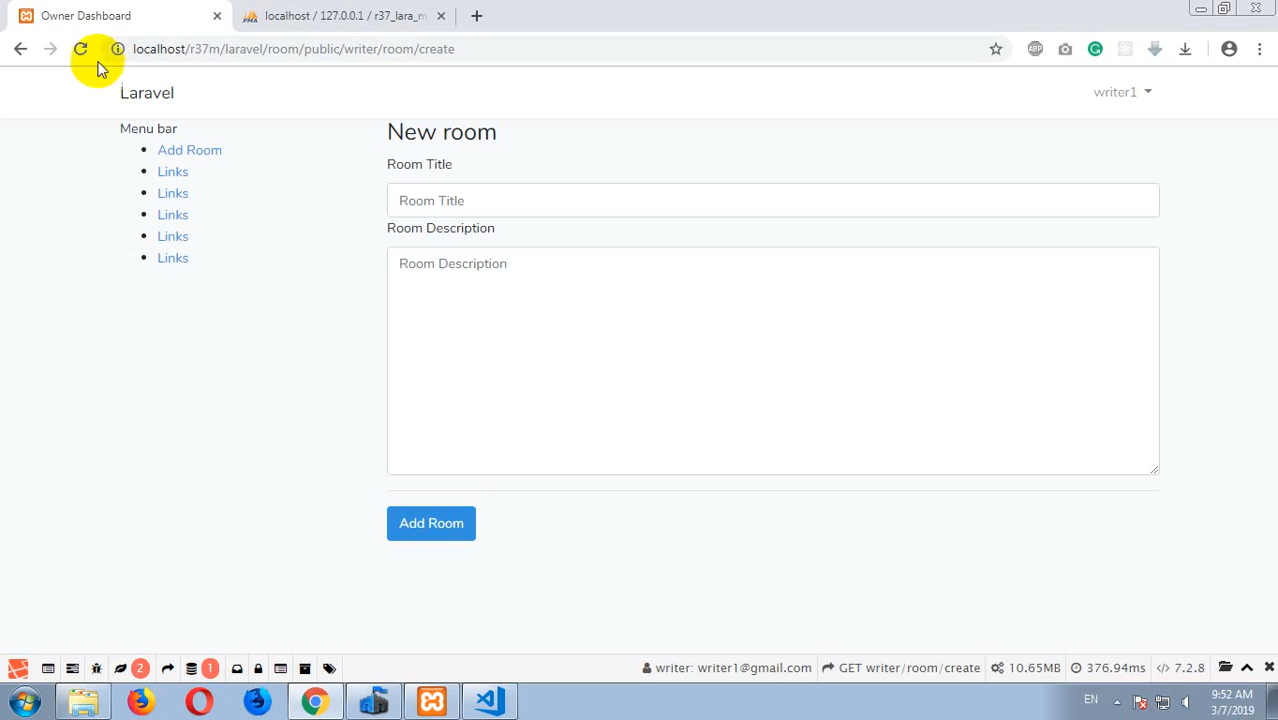 Owner Dashboard
localhost / 127.0.0.1 / r37_lara_m
localhost/r37m/laravel/room/public/writer/room/create
ABP
Laravel
writer1
Menu bar
Add Room
Links
Links
Links
Links
Links
New room
Room Title
Room Title
Room Description
Room Description
Add Room
2
1
writer: writer1@gmail.com
GET writer/room/create
10.65MB
376.94ms
7.2.8
EN
9:52 AM
3/7/2019